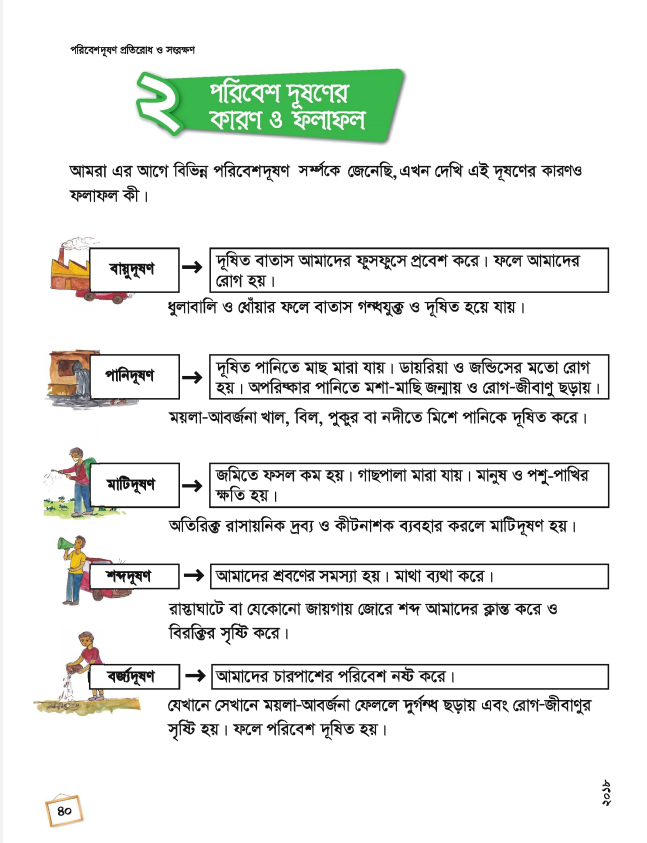 পরিবেশদূষণ প্রতিরোধ ও সংরক্ষণ
২
পরিবেশ দূষণের
কারণ ও ফলাফল
আমরা এর আগে বিভিন্ন পরিবেশদূষণ সর্ম্পকে জেনেছি, এখন দেখি এই দূষণের কারণও
ফলাফল কী।
বায়ুদূষণ
→
দূষিত বাতাস আমাদের ফুসফুসে প্রবেশ করে। ফলে আমাদের
রোগ হয়।
ধুলাবালি ও ধোঁয়ার ফলে বাতাস গন্ধযুক্ত ও দূষিত হয়ে যায়।
পানিদূষণ
→
দূষিত পানিতে মাছ মারা যায়। ডায়রিয়া ও জন্ডিসের মতো রোগ
হয়। অপরিষ্কার পানিতে মশা-মাছি জন্মায় ও রোগ-জীবাণু ছড়ায়।
ময়লা-আবর্জনা খাল, বিল, পুকুর বা নদীতে মিশে পানিকে দূষিত করে।
মাটিদূষণ
→
জমিতে ফসল কম হয়। গাছপালা মারা যায়। মানুষ ও পশু-পাখির
ক্ষতি হয়।
অতিরিক্ত রাসায়নিক দ্রব্য ও কীটনাশক ব্যবহার করলে মাটিদূষণ হয়।
শব্দদূষণ
→
আমাদের শ্রবণের সমস্যা হয়। মাথা ব্যথা করে।
রাস্তাঘাটে বা যেকোনো জায়গায় জোরে শব্দ আমাদের ক্লান্ত করে ও
বিরক্তির সৃষ্টি করে।
বর্জ্যদূষণ
→
আমাদের চারপাশের পরিবেশ নষ্ট করে।
যেখানে সেখানে ময়লা-আবর্জনা ফেললে দুর্গন্ধ ছড়ায় এবং রোগ-জীবাণুর
সৃষ্টি হয়। ফলে পরিবেশ দূষিত হয়।
৪০
২০১৮